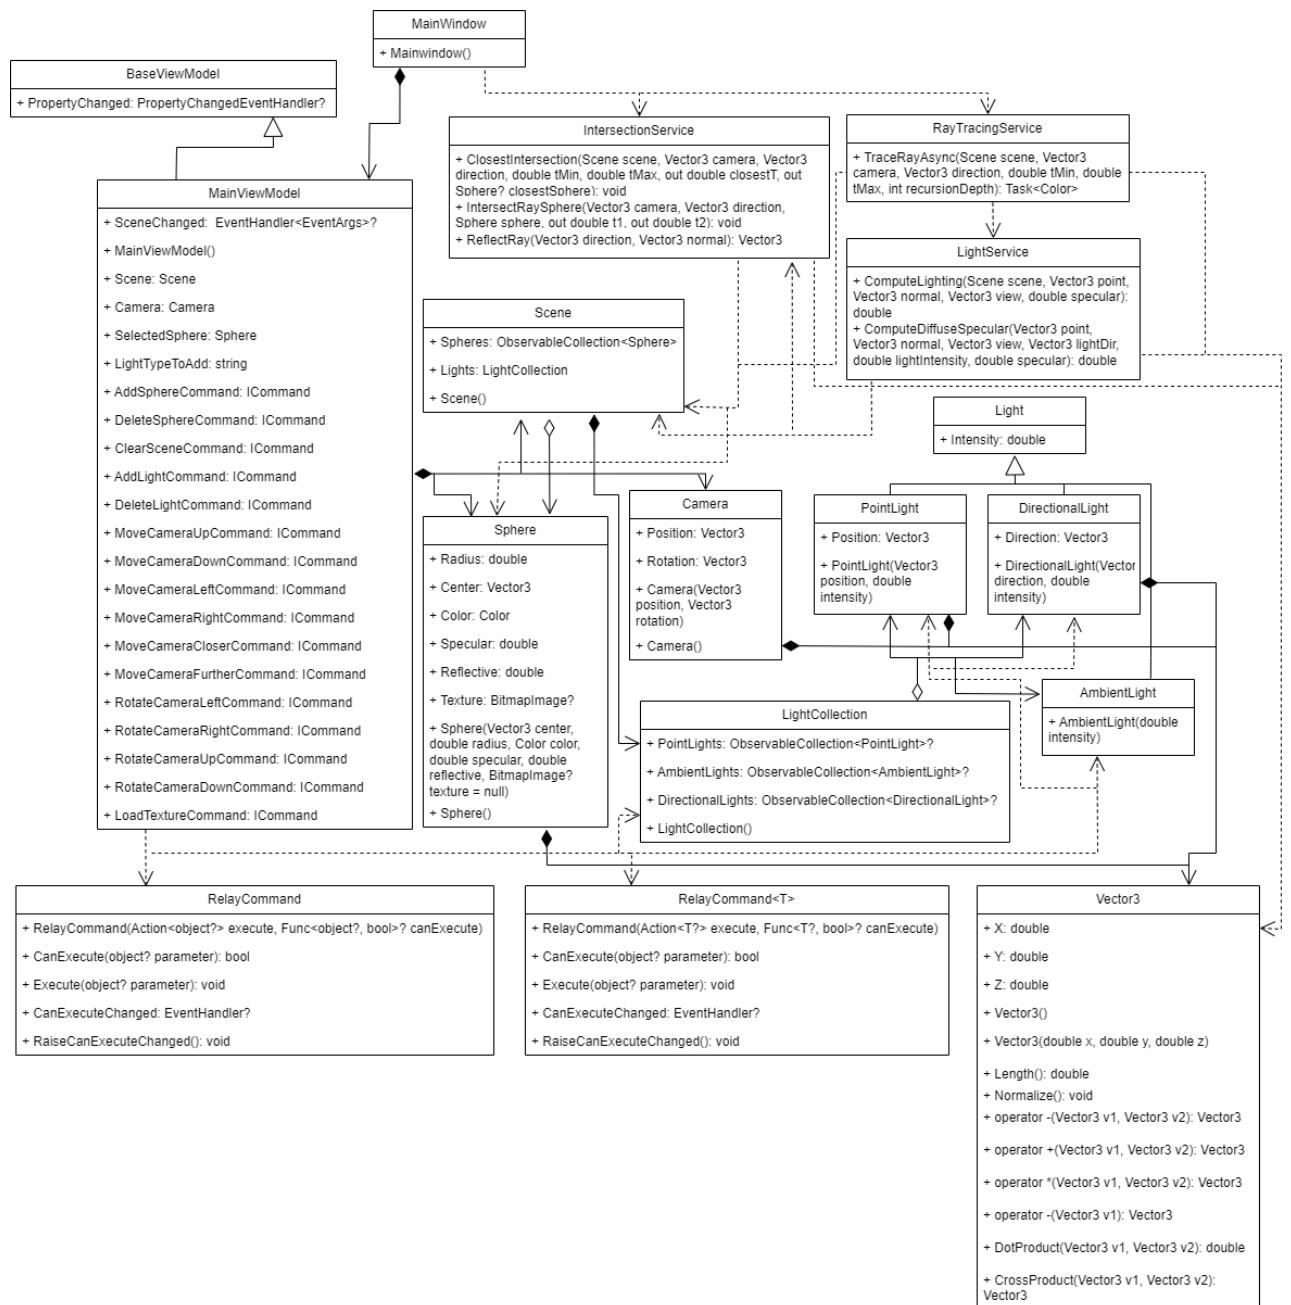 MainWindow
+ Mainwindow()
BaseViewModel
+ PropertyChanged: PropertyChangedEventHandler?
IntersectionService
+ ClosestIntersection(Scene scene, Vector3 camera, Vector3
direction, double tMin, double tMax, out double closestT, out
Sphere? closestSphere): void
+ IntersectRaySphere(Vector3 camera, Vector3 direction,
Sphere sphere, out double t1, out double t2): void
+ ReflectRay(Vector3 direction, Vector3 normal): Vector3
RayTracingService
+ TraceRayAsync(Scene scene, Vector3
camera, Vector3 direction, double tMin, double
tMax, int recursionDepth): Task<Color>
MainViewModel
+ SceneChanged:  EventHandler<EventArgs>?
+ MainViewModel()
+ Scene: Scene
+ Camera: Camera
+ SelectedSphere: Sphere
+ LightTypeToAdd: string
+ AddSphereCommand: ICommand
+ DeleteSphereCommand: ICommand
+ ClearSceneCommand: ICommand
+ AddLightCommand: ICommand
+ DeleteLightCommand: ICommand
+ MoveCameraUpCommand: ICommand
+ MoveCameraDownCommand: ICommand
+ MoveCameraLeftCommand: ICommand
+ MoveCameraRightCommand: ICommand
+ MoveCameraCloserCommand: ICommand
+ MoveCameraFurtherCommand: ICommand
+ RotateCameraLeftCommand: ICommand
+ RotateCameraRightCommand: ICommand
+ RotateCameraUpCommand: ICommand
+ RotateCameraDownCommand: ICommand
+ LoadTextureCommand: ICommand
LightService
+ ComputeLighting(Scene scene, Vector3 point,
Vector3 normal, Vector3 view, double specular):
double
+ ComputeDiffuseSpecular(Vector3 point,
Vector3 normal, Vector3 view, Vector3 lightDir,
double lightIntensity, double specular): double
Scene
+ Spheres: ObservableCollection<Sphere>
+ Lights: LightCollection
+ Scene()
Light
+ Intensity: double
Sphere
+ Radius: double
+ Center: Vector3
+ Color: Color
+ Specular: double
+ Reflective: double
+ Texture: BitmapImage?
+ Sphere(Vector3 center,
double radius, Color color,
double specular, double
reflective, BitmapImage?
texture = null)
+ Sphere()
Camera
+ Position: Vector3
+ Rotation: Vector3
+ Camera(Vector3
position, Vector3
rotation)
+ Camera()
PointLight
+ Position: Vector3
+ PointLight(Vector3
position, double
intensity)
DirectionalLight
+ Direction: Vector3
+ DirectionalLight(Vector
direction, double
intensity)
AmbientLight
+ AmbientLight(double
intensity)
LightCollection
+ PointLights: ObservableCollection<PointLight>?
+ AmbientLights: ObservableCollection<AmbientLight>?
+ DirectionalLights: ObservableCollection<DirectionalLight>?
+ LightCollection()
RelayCommand
+ RelayCommand(Action<object?> execute, Func<object?, bool>? canExecute)
+ CanExecute(object? parameter): bool
+ Execute(object? parameter): void
+ CanExecuteChanged: EventHandler?
+ RaiseCanExecuteChanged(): void
RelayCommand<T>
+ RelayCommand(Action<T?> execute, Func<T?, bool>? canExecute)
+ CanExecute(object? parameter): bool
+ Execute(object? parameter): void
+ CanExecuteChanged: EventHandler?
+ RaiseCanExecuteChanged(): void
Vector3
+ X: double
+ Y: double
+ Z: double
+ Vector3()
+ Vector3(double x, double y, double z)
+ Length(): double
+ Normalize(): void
+ operator -(Vector3 v1, Vector3 v2): Vector3
+ operator +(Vector3 v1, Vector3 v2): Vector3
+ operator *(Vector3 v1, Vector3 v2): Vector3
+ operator -(Vector3 v1): Vector3
+ DotProduct(Vector3 v1, Vector3 v2): double
+ CrossProduct(Vector3 v1, Vector3 v2):
Vector3